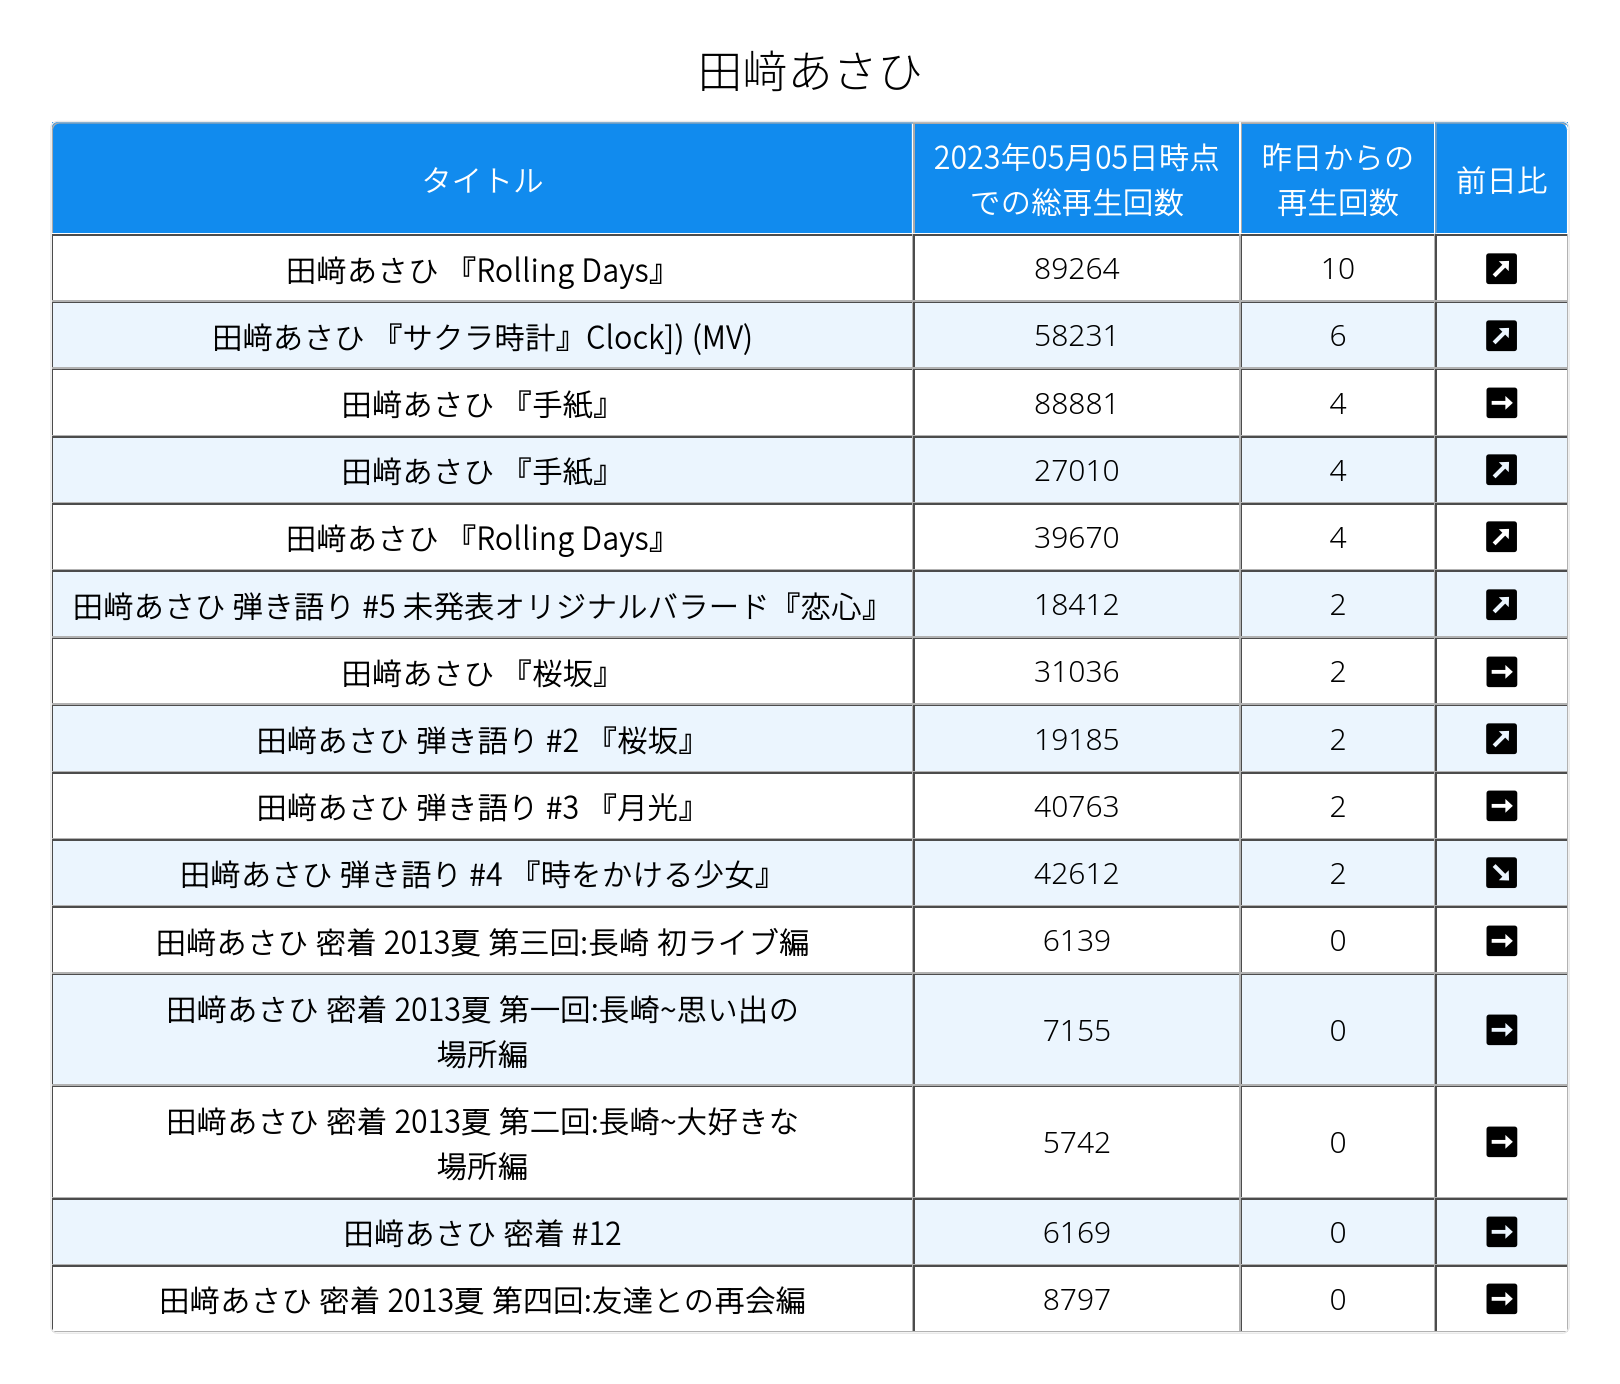 田﨑あさひ
タイトル
2023年05月05日時点
での総再生回数
昨日からの
再生回数
前日比
田﨑あさひ 『Rolling Days』 89264 10
田﨑あさひ 『サクラ時計』Clock]) (MV) 58231 6
田﨑あさひ 『手紙』 88881 4
田﨑あさひ 『手紙』 27010 4
田﨑あさひ 『Rolling Days』 39670 4
田﨑あさひ 弾き語り #5 未発表オリジナルバラード『恋心』 18412 2
田﨑あさひ 『桜坂』 31036 2
田﨑あさひ 弾き語り #2 『桜坂』 19185 2
田﨑あさひ 弾き語り #3 『月光』 40763 2
田﨑あさひ 弾き語り #4 『時をかける少女』 42612 2
田﨑あさひ 密着 2013夏 第三回:長崎 初ライブ編 6139 0
田﨑あさひ 密着 2013夏 第一回:長崎~思い出の
場所編
7155 0
田﨑あさひ 密着 2013夏 第二回:長崎~大好きな
場所編
5742 0
田﨑あさひ 密着 #12 6169 0
田﨑あさひ 密着 2013夏 第四回:友達との再会編 8797 0